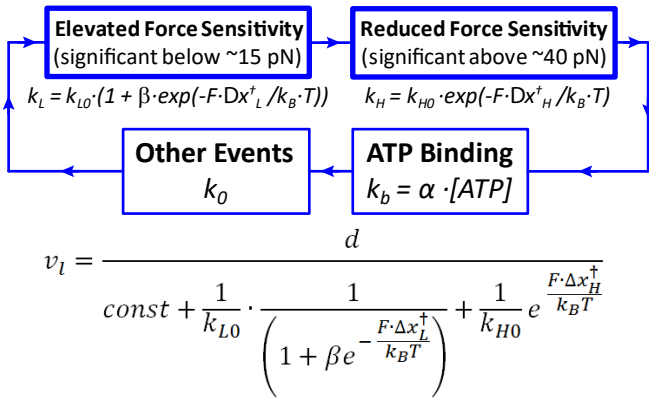 Elevated Force Sensitivity
(significant below ~15 pN)
Reduced Force Sensitivity
(significant above ~40 pN)
k_L = k_L0·(1 + β·exp(-F·Dx†_L /k_B·T))
k_H = k_H0·exp(-F·Dx†_H /k_B·T)
Other Events
k_0
ATP Binding
k_b = α·[ATP]
v_l = d / (const + 1/k_L0 · 1/(1 + βe^(-F·Δx†_L/k_BT)) + 1/k_H0 e^(F·Δx†_H/k_BT))